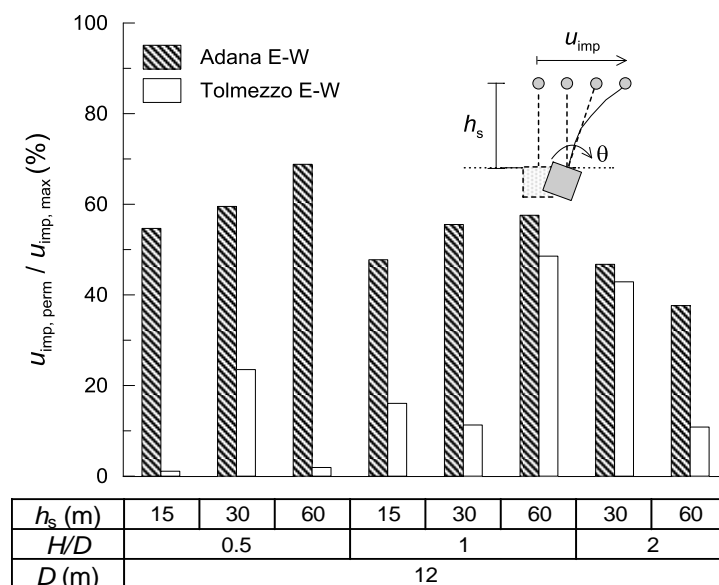 100
80
60
40
20
0
u_imp, perm / u_imp, max (%)
Adana E-W
Tolmezzo E-W
u_imp
h_s
θ
h_s (m) 15 30 60 15 30 60 30 60
H/D 0.5 1 2
D (m) 12